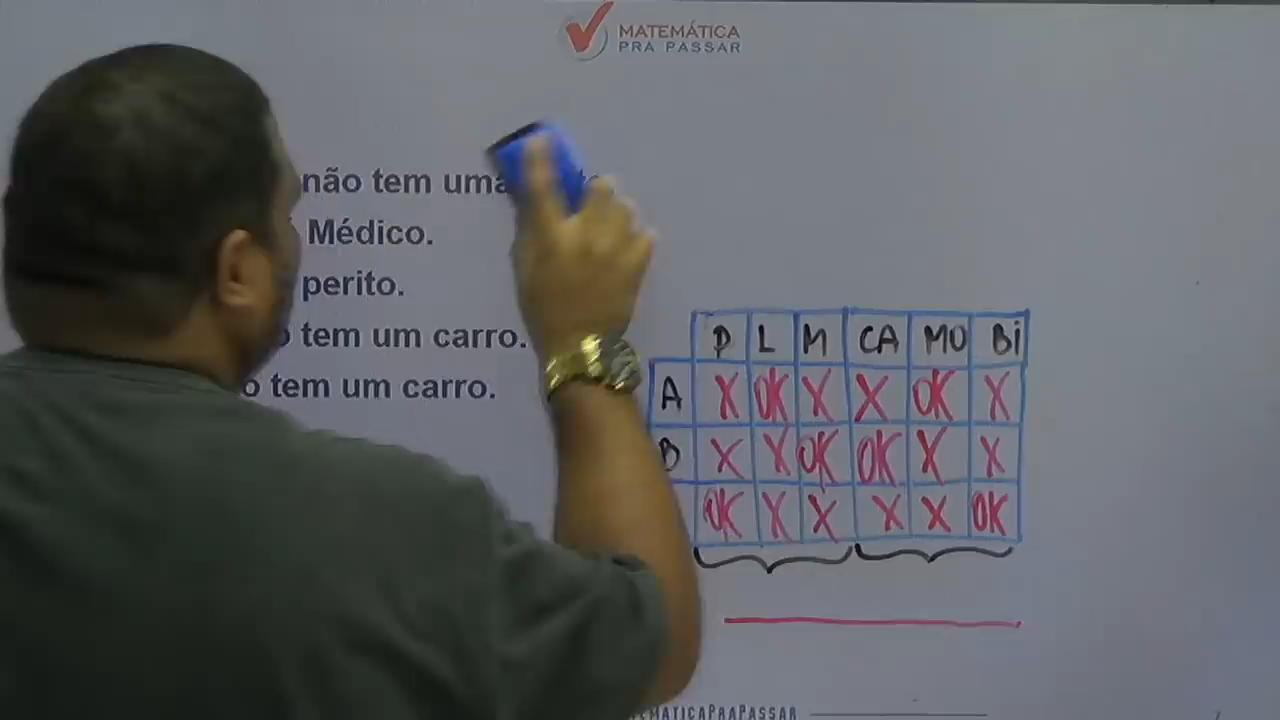 MATEMÁTICA
PRA PASSAR
não tem uma
Médico.
perito.
tem um carro.
tem um carro.
P L M CA MO Bi
A X OK X X OK X
B X X OK OK X X
OK X X X X OK
MATEMATICAPRAPASSAR